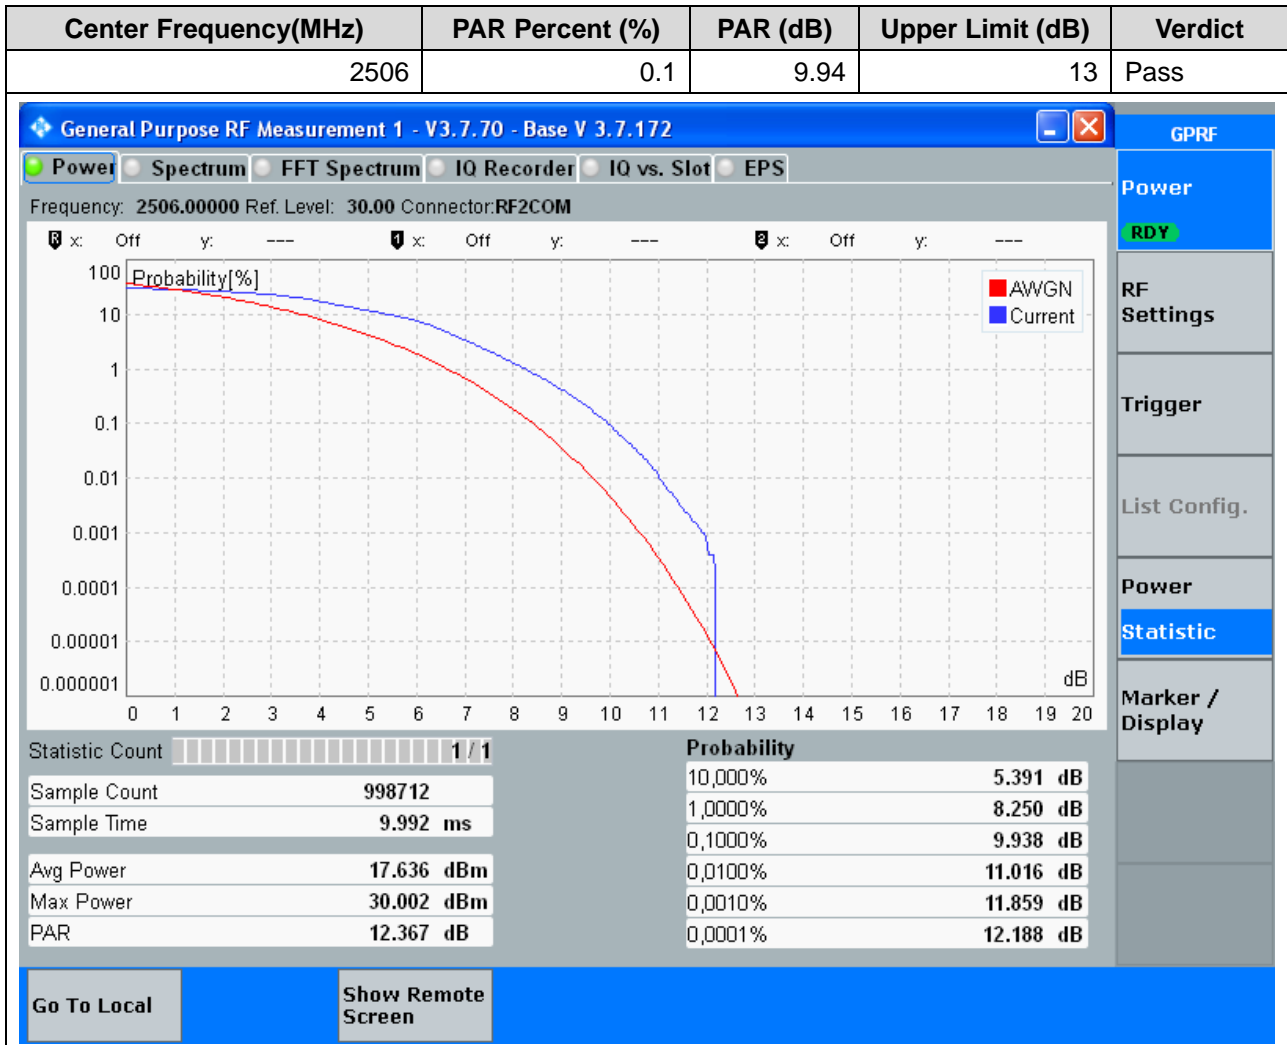 Center Frequency(MHz) PAR Percent (%) PAR (dB) Upper Limit (dB) Verdict
2506 0.1 9.94 13 Pass
General Purpose RF Measurement 1 - V3.7.70 - Base V 3.7.172
GPRF
Power Spectrum FFT Spectrum IQ Recorder IQ vs. Slot EPS
Frequency: 2506.00000 Ref. Level: 30.00 Connector:RF2COM
R x: Off y: --- 1 x: Off y: --- 2 x: Off y: ---
Probability[%]
AWGN
Current
100
10
1
0.1
0.01
0.001
0.0001
0.00001
0.000001
dB
0 1 2 3 4 5 6 7 8 9 10 11 12 13 14 15 16 17 18 19 20
Statistic Count 1 / 1
Sample Count 998712
Sample Time 9.992 ms
Avg Power 17.636 dBm
Max Power 30.002 dBm
PAR 12.367 dB
Probability
10,000% 5.391 dB
1,0000% 8.250 dB
0,1000% 9.938 dB
0,0100% 11.016 dB
0,0010% 11.859 dB
0,0001% 12.188 dB
Power
RDY
RF
Settings
Trigger
List Config.
Power
Statistic
Marker /
Display
Go To Local
Show Remote
Screen